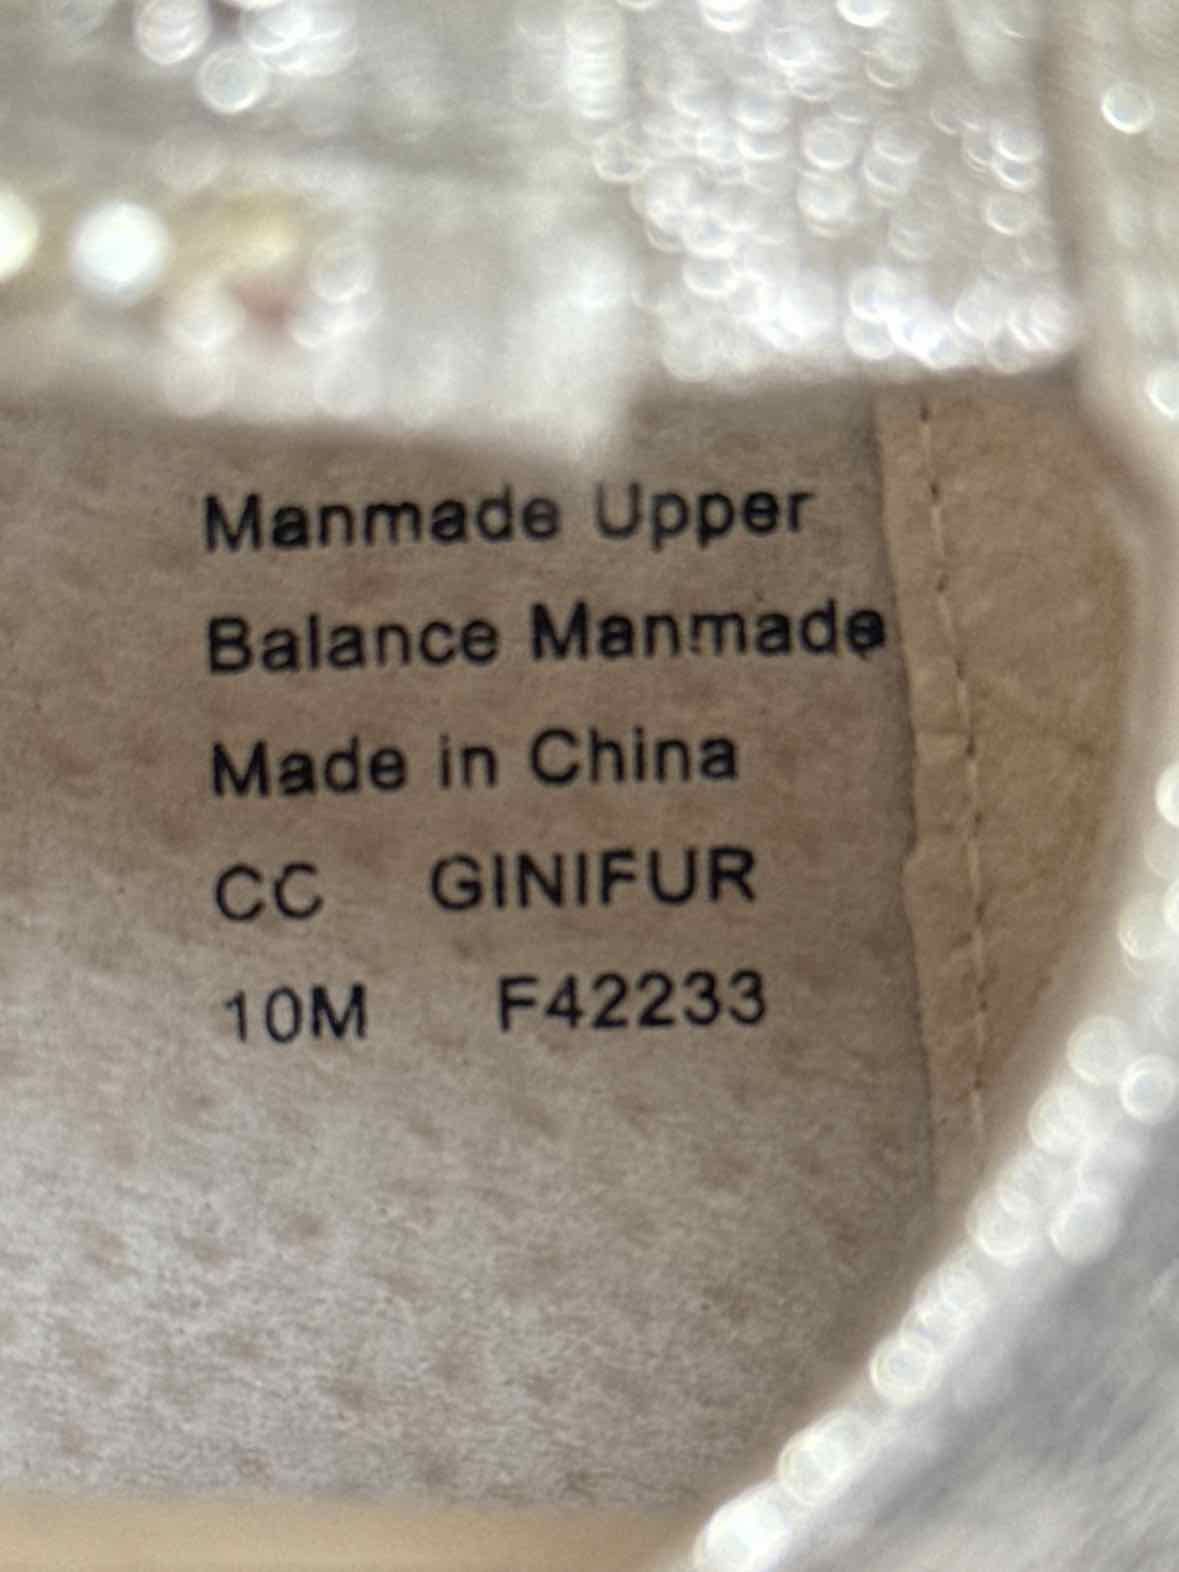 Manmade Upper
Balance Manmade
Made in China
CC GINIFUR
10M F42233